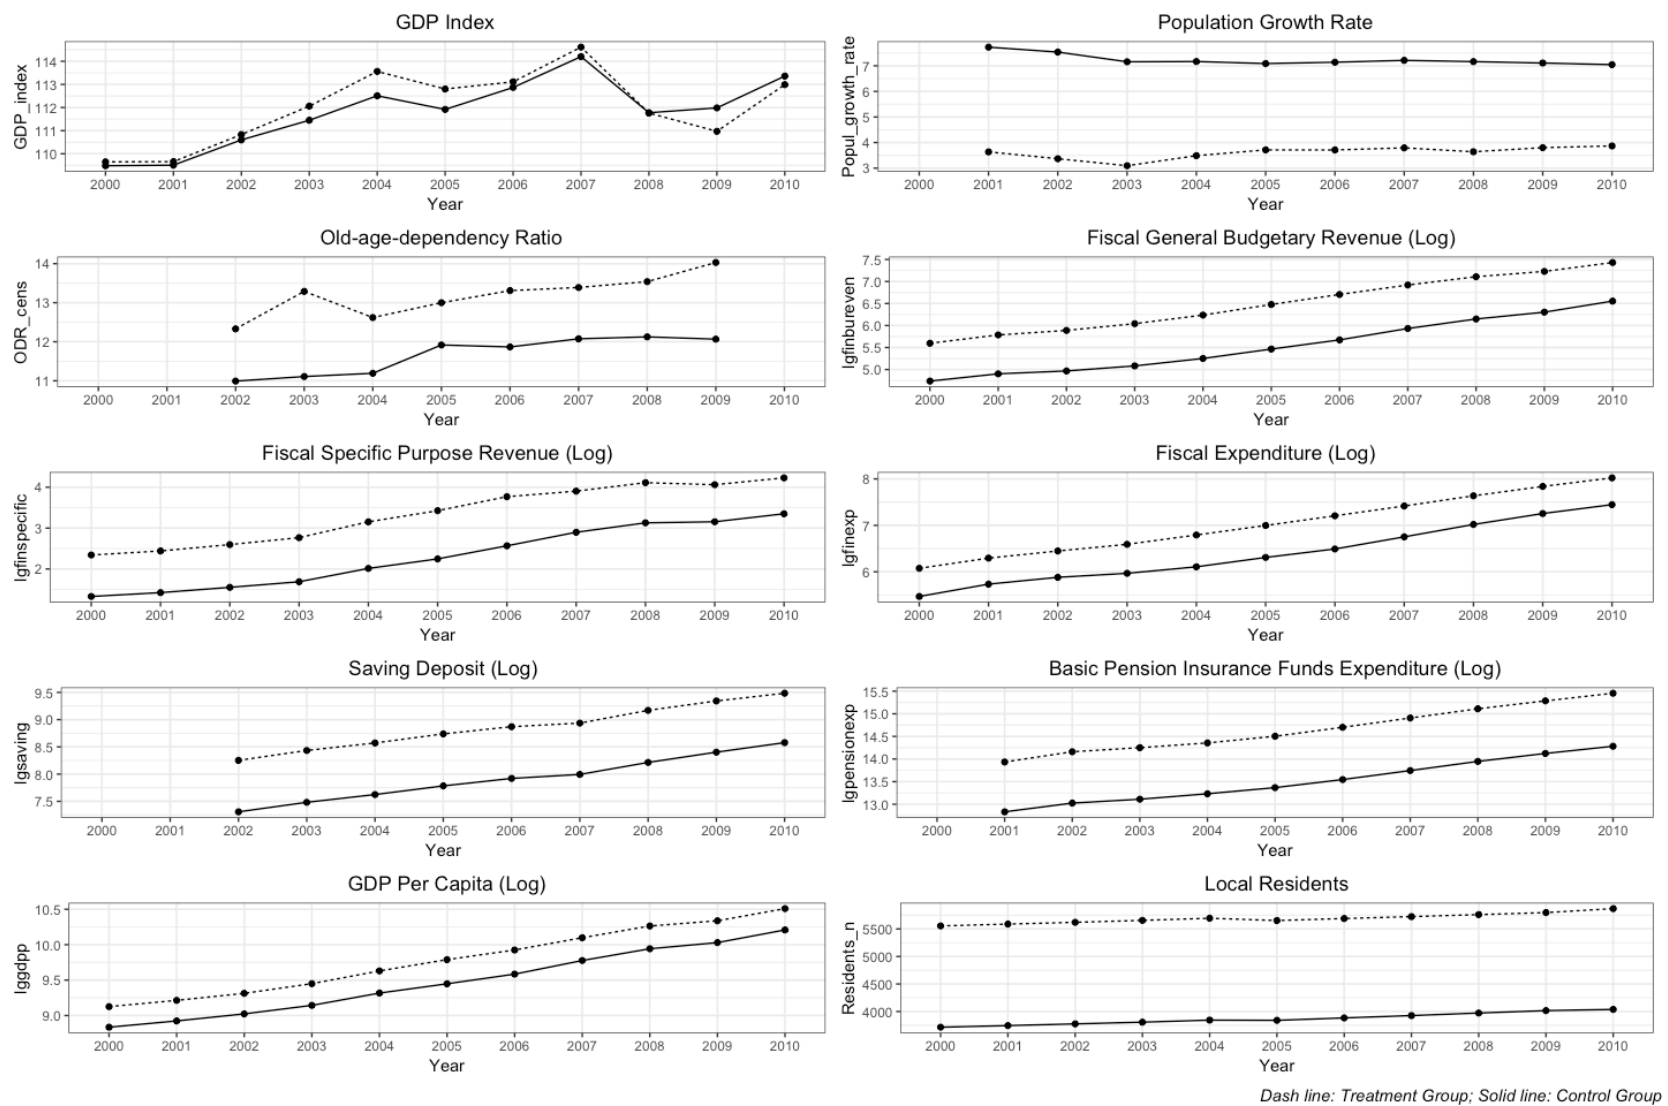 GDP Index
GDP_index
114
113
112
111
110
2000 2001 2002 2003 2004 2005 2006 2007 2008 2009 2010
Year
Population Growth Rate
Popul_growth_rate
7
6
5
4
3
2000 2001 2002 2003 2004 2005 2006 2007 2008 2009 2010
Year
Old-age-dependency Ratio
ODR_cens
14
13
12
11
2000 2001 2002 2003 2004 2005 2006 2007 2008 2009 2010
Year
Fiscal General Budgetary Revenue (Log)
lgfinbureven
7.5
7.0
6.5
6.0
5.5
5.0
2000 2001 2002 2003 2004 2005 2006 2007 2008 2009 2010
Year
Fiscal Specific Purpose Revenue (Log)
lgfinspecific
4
3
2
2000 2001 2002 2003 2004 2005 2006 2007 2008 2009 2010
Year
Fiscal Expenditure (Log)
lgfinexp
8
7
6
2000 2001 2002 2003 2004 2005 2006 2007 2008 2009 2010
Year
Saving Deposit (Log)
lgsaving
9.5
9.0
8.5
8.0
7.5
2000 2001 2002 2003 2004 2005 2006 2007 2008 2009 2010
Year
Basic Pension Insurance Funds Expenditure (Log)
lgpensionexp
15.5
15.0
14.5
14.0
13.5
13.0
2000 2001 2002 2003 2004 2005 2006 2007 2008 2009 2010
Year
GDP Per Capita (Log)
lggdpp
10.5
10.0
9.5
9.0
2000 2001 2002 2003 2004 2005 2006 2007 2008 2009 2010
Year
Local Residents
Residents_n
5500
5000
4500
4000
2000 2001 2002 2003 2004 2005 2006 2007 2008 2009 2010
Year
Dash line: Treatment Group; Solid line: Control Group